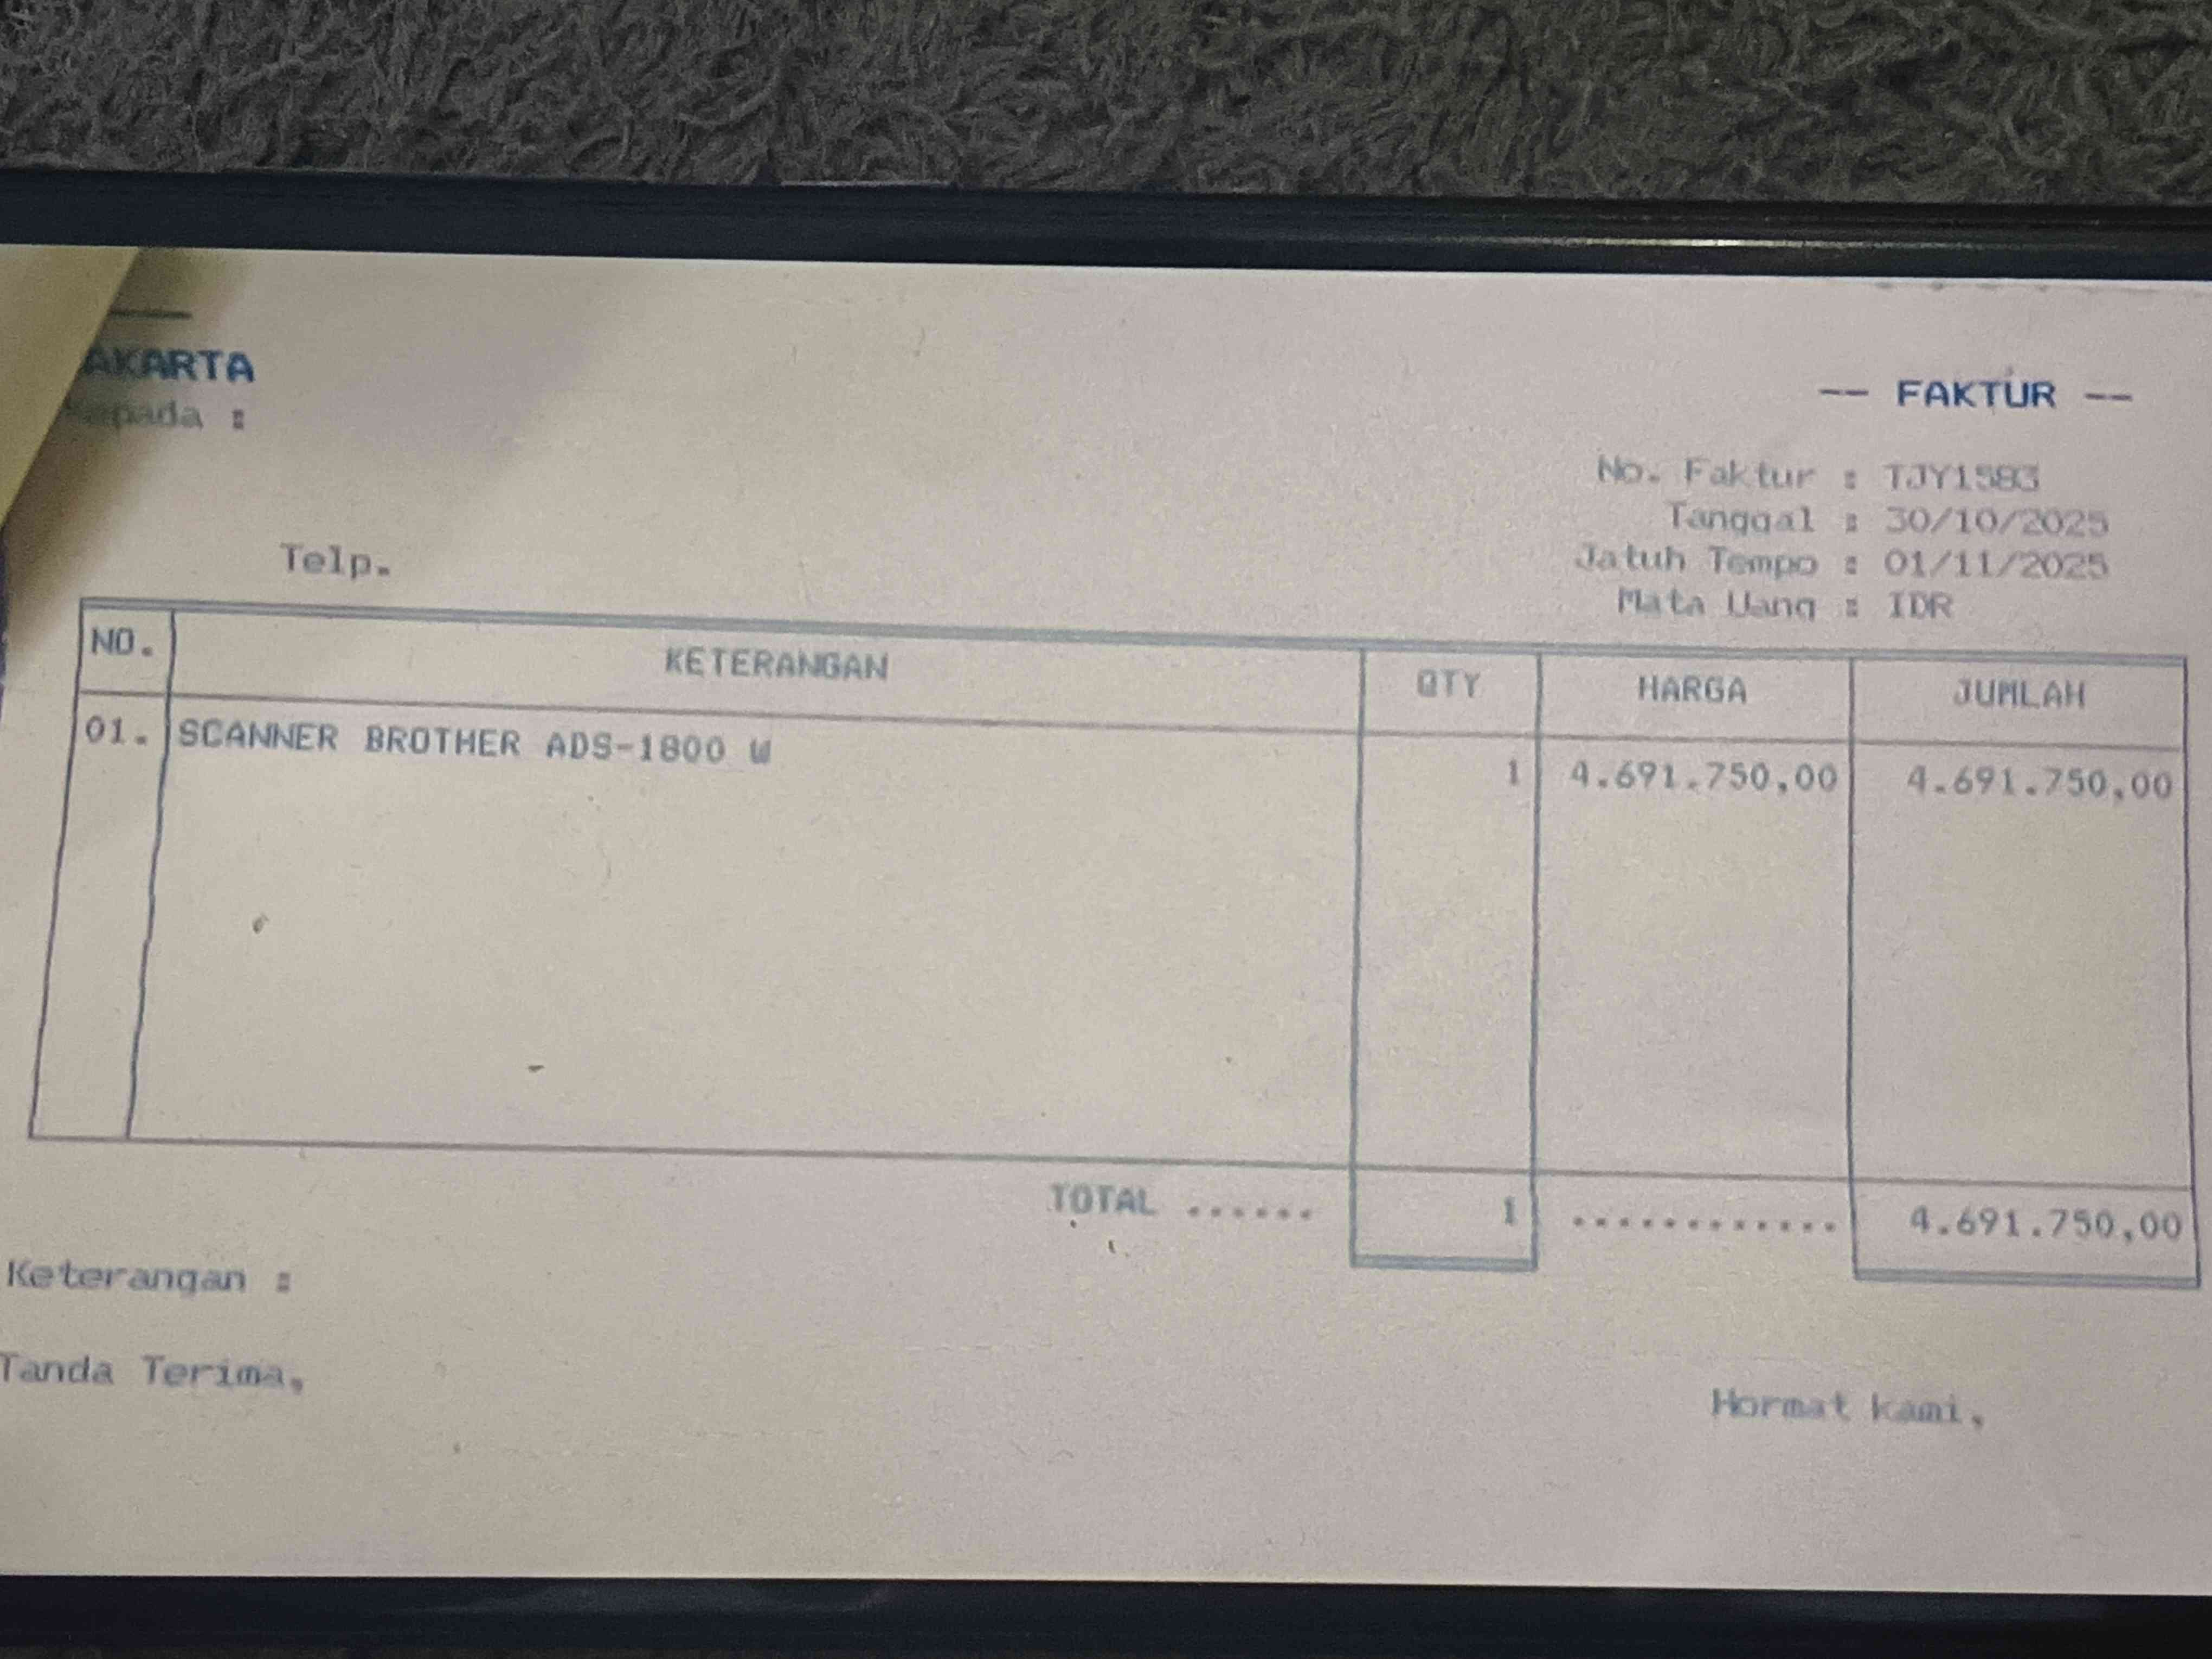 AKARTA
Kepada :
-- FAKTUR --
No. Faktur : TJY1583
Tanggal : 30/10/2025
Jatuh Tempo : 01/11/2025
Mata Uang : IDR
Telp.
NO. KETERANGAN QTY HARGA JUMLAH
01. SCANNER BROTHER ADS-1800 W 1 4.691.750,00 4.691.750,00
TOTAL ...... 1 ............ 4.691.750,00
Keterangan :
Tanda Terima,
Hormat kami,